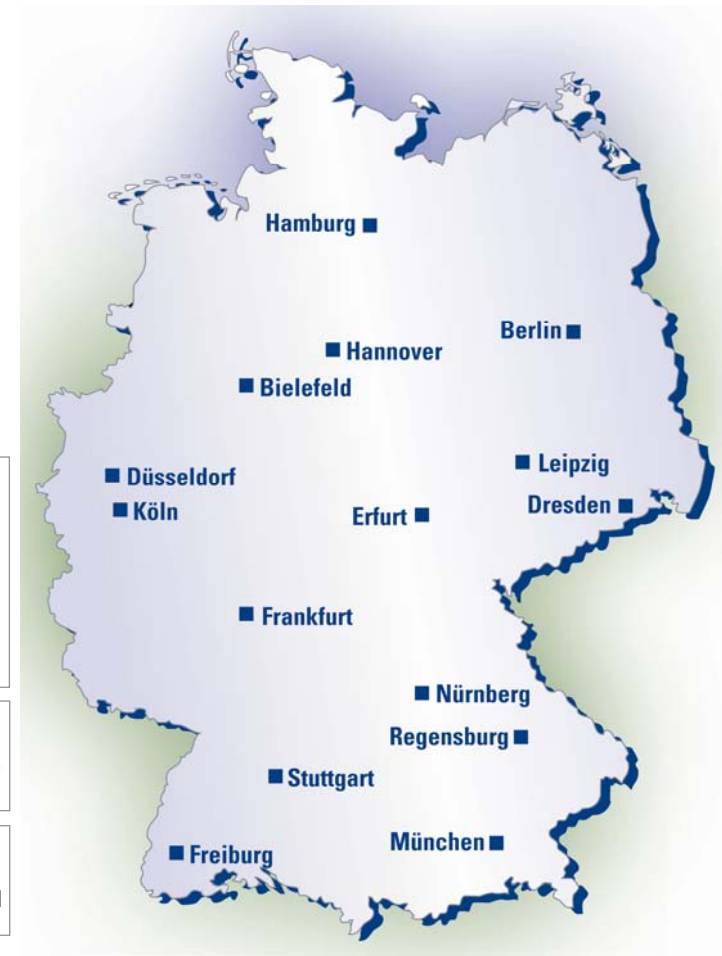 Hamburg
Berlin
Hannover
Bielefeld
Leipzig
Düsseldorf
Dresden
Köln
Erfurt
Frankfurt
Nürnberg
Regensburg
Stuttgart
München
Freiburg